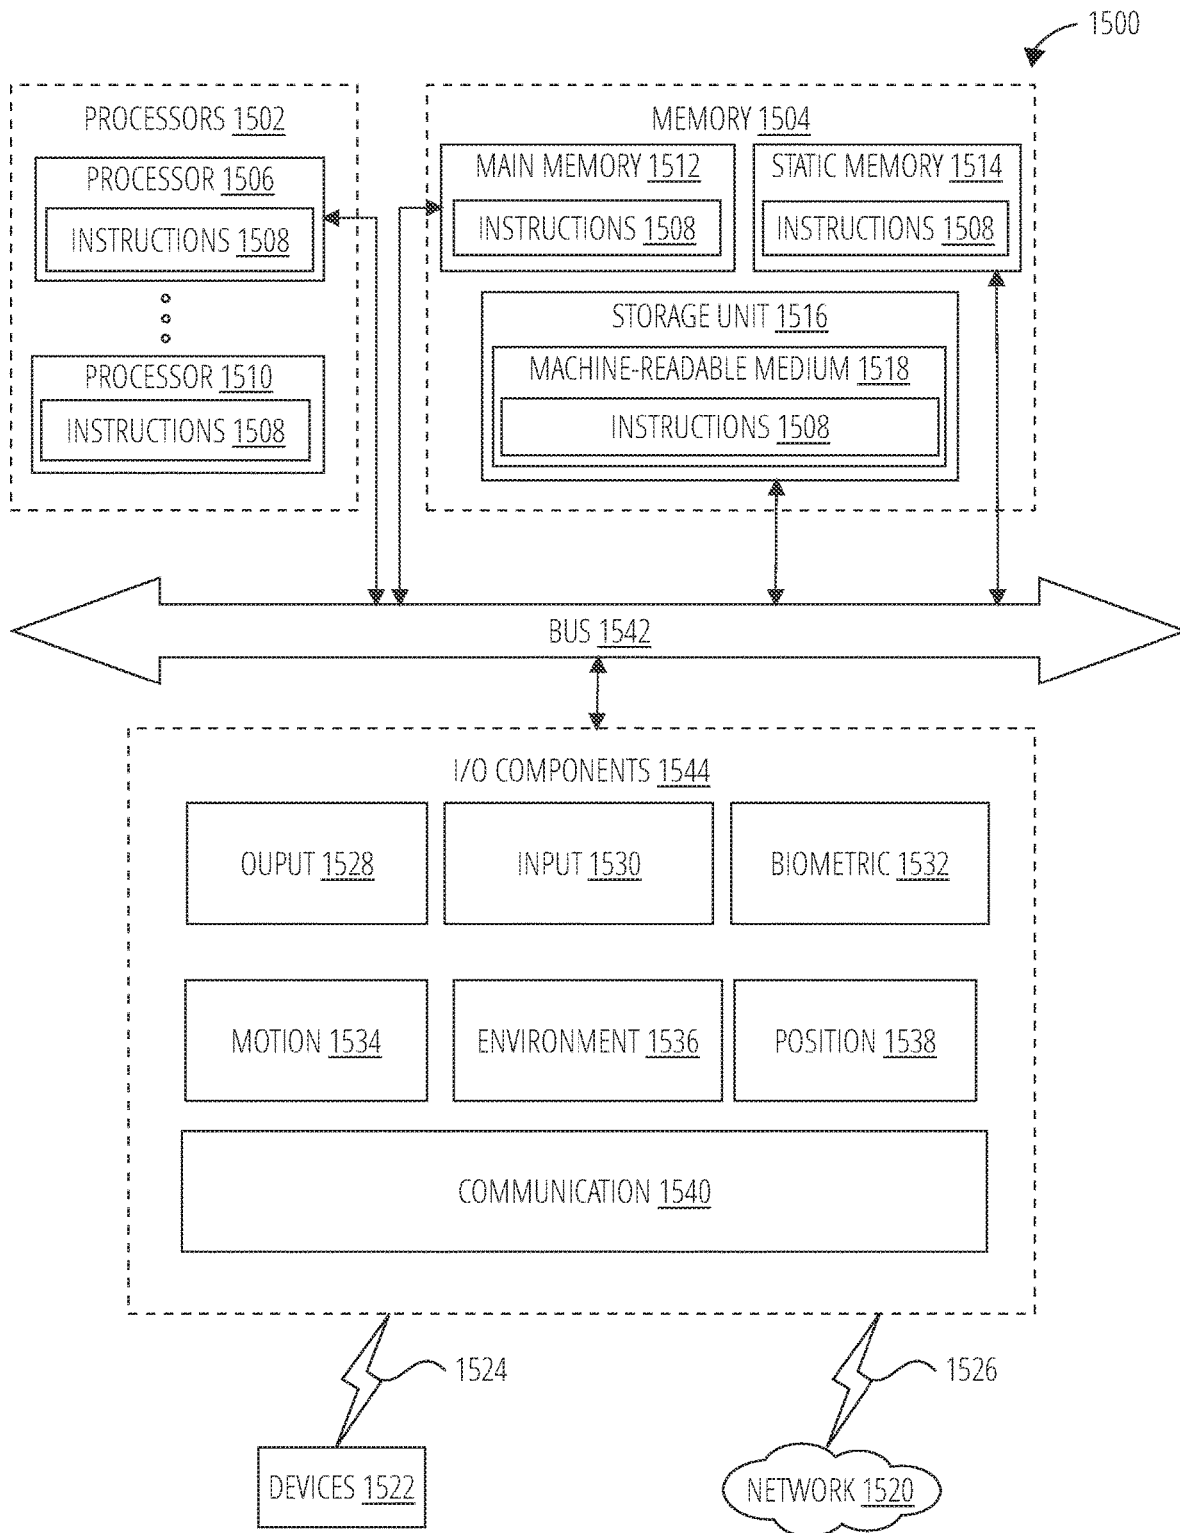 1500
PROCESSORS 1502
PROCESSOR 1506
INSTRUCTIONS 1508
PROCESSOR 1510
INSTRUCTIONS 1508
MEMORY 1504
MAIN MEMORY 1512
INSTRUCTIONS 1508
STATIC MEMORY 1514
INSTRUCTIONS 1508
STORAGE UNIT 1516
MACHINE-READABLE MEDIUM 1518
INSTRUCTIONS 1508
BUS 1542
I/O COMPONENTS 1544
OUPUT 1528
INPUT 1530
BIOMETRIC 1532
MOTION 1534
ENVIRONMENT 1536
POSITION 1538
COMMUNICATION 1540
1524
1526
DEVICES 1522
NETWORK 1520